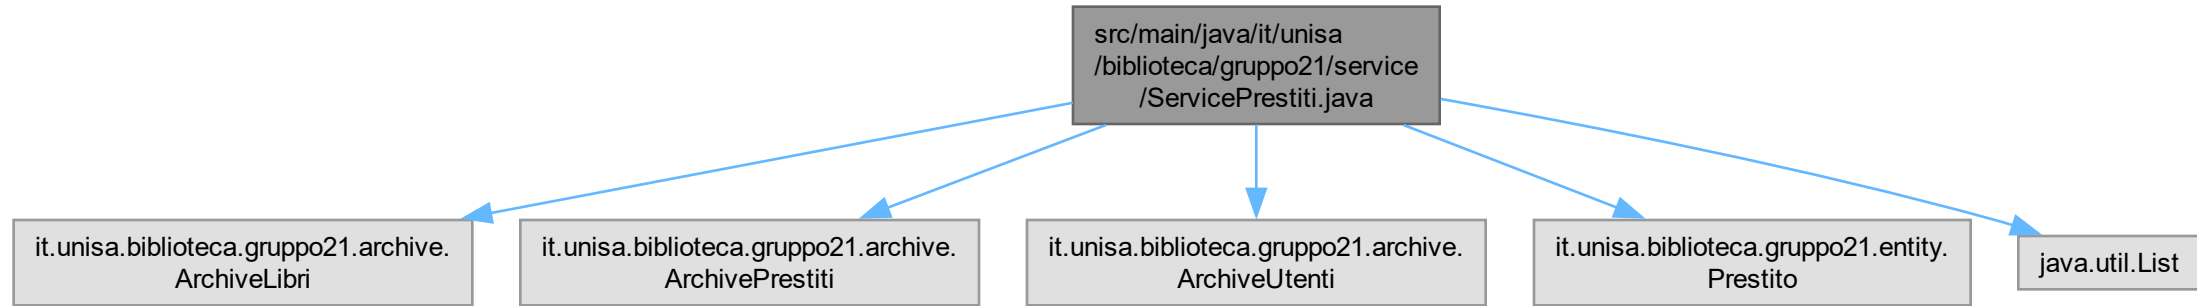 src/main/java/it/unisa
/biblioteca/gruppo21/service
/ServicePrestiti.java
it.unisa.biblioteca.gruppo21.archive.
ArchiveLibri
it.unisa.biblioteca.gruppo21.archive.
ArchivePrestiti
it.unisa.biblioteca.gruppo21.archive.
ArchiveUtenti
it.unisa.biblioteca.gruppo21.entity.
Prestito
java.util.List